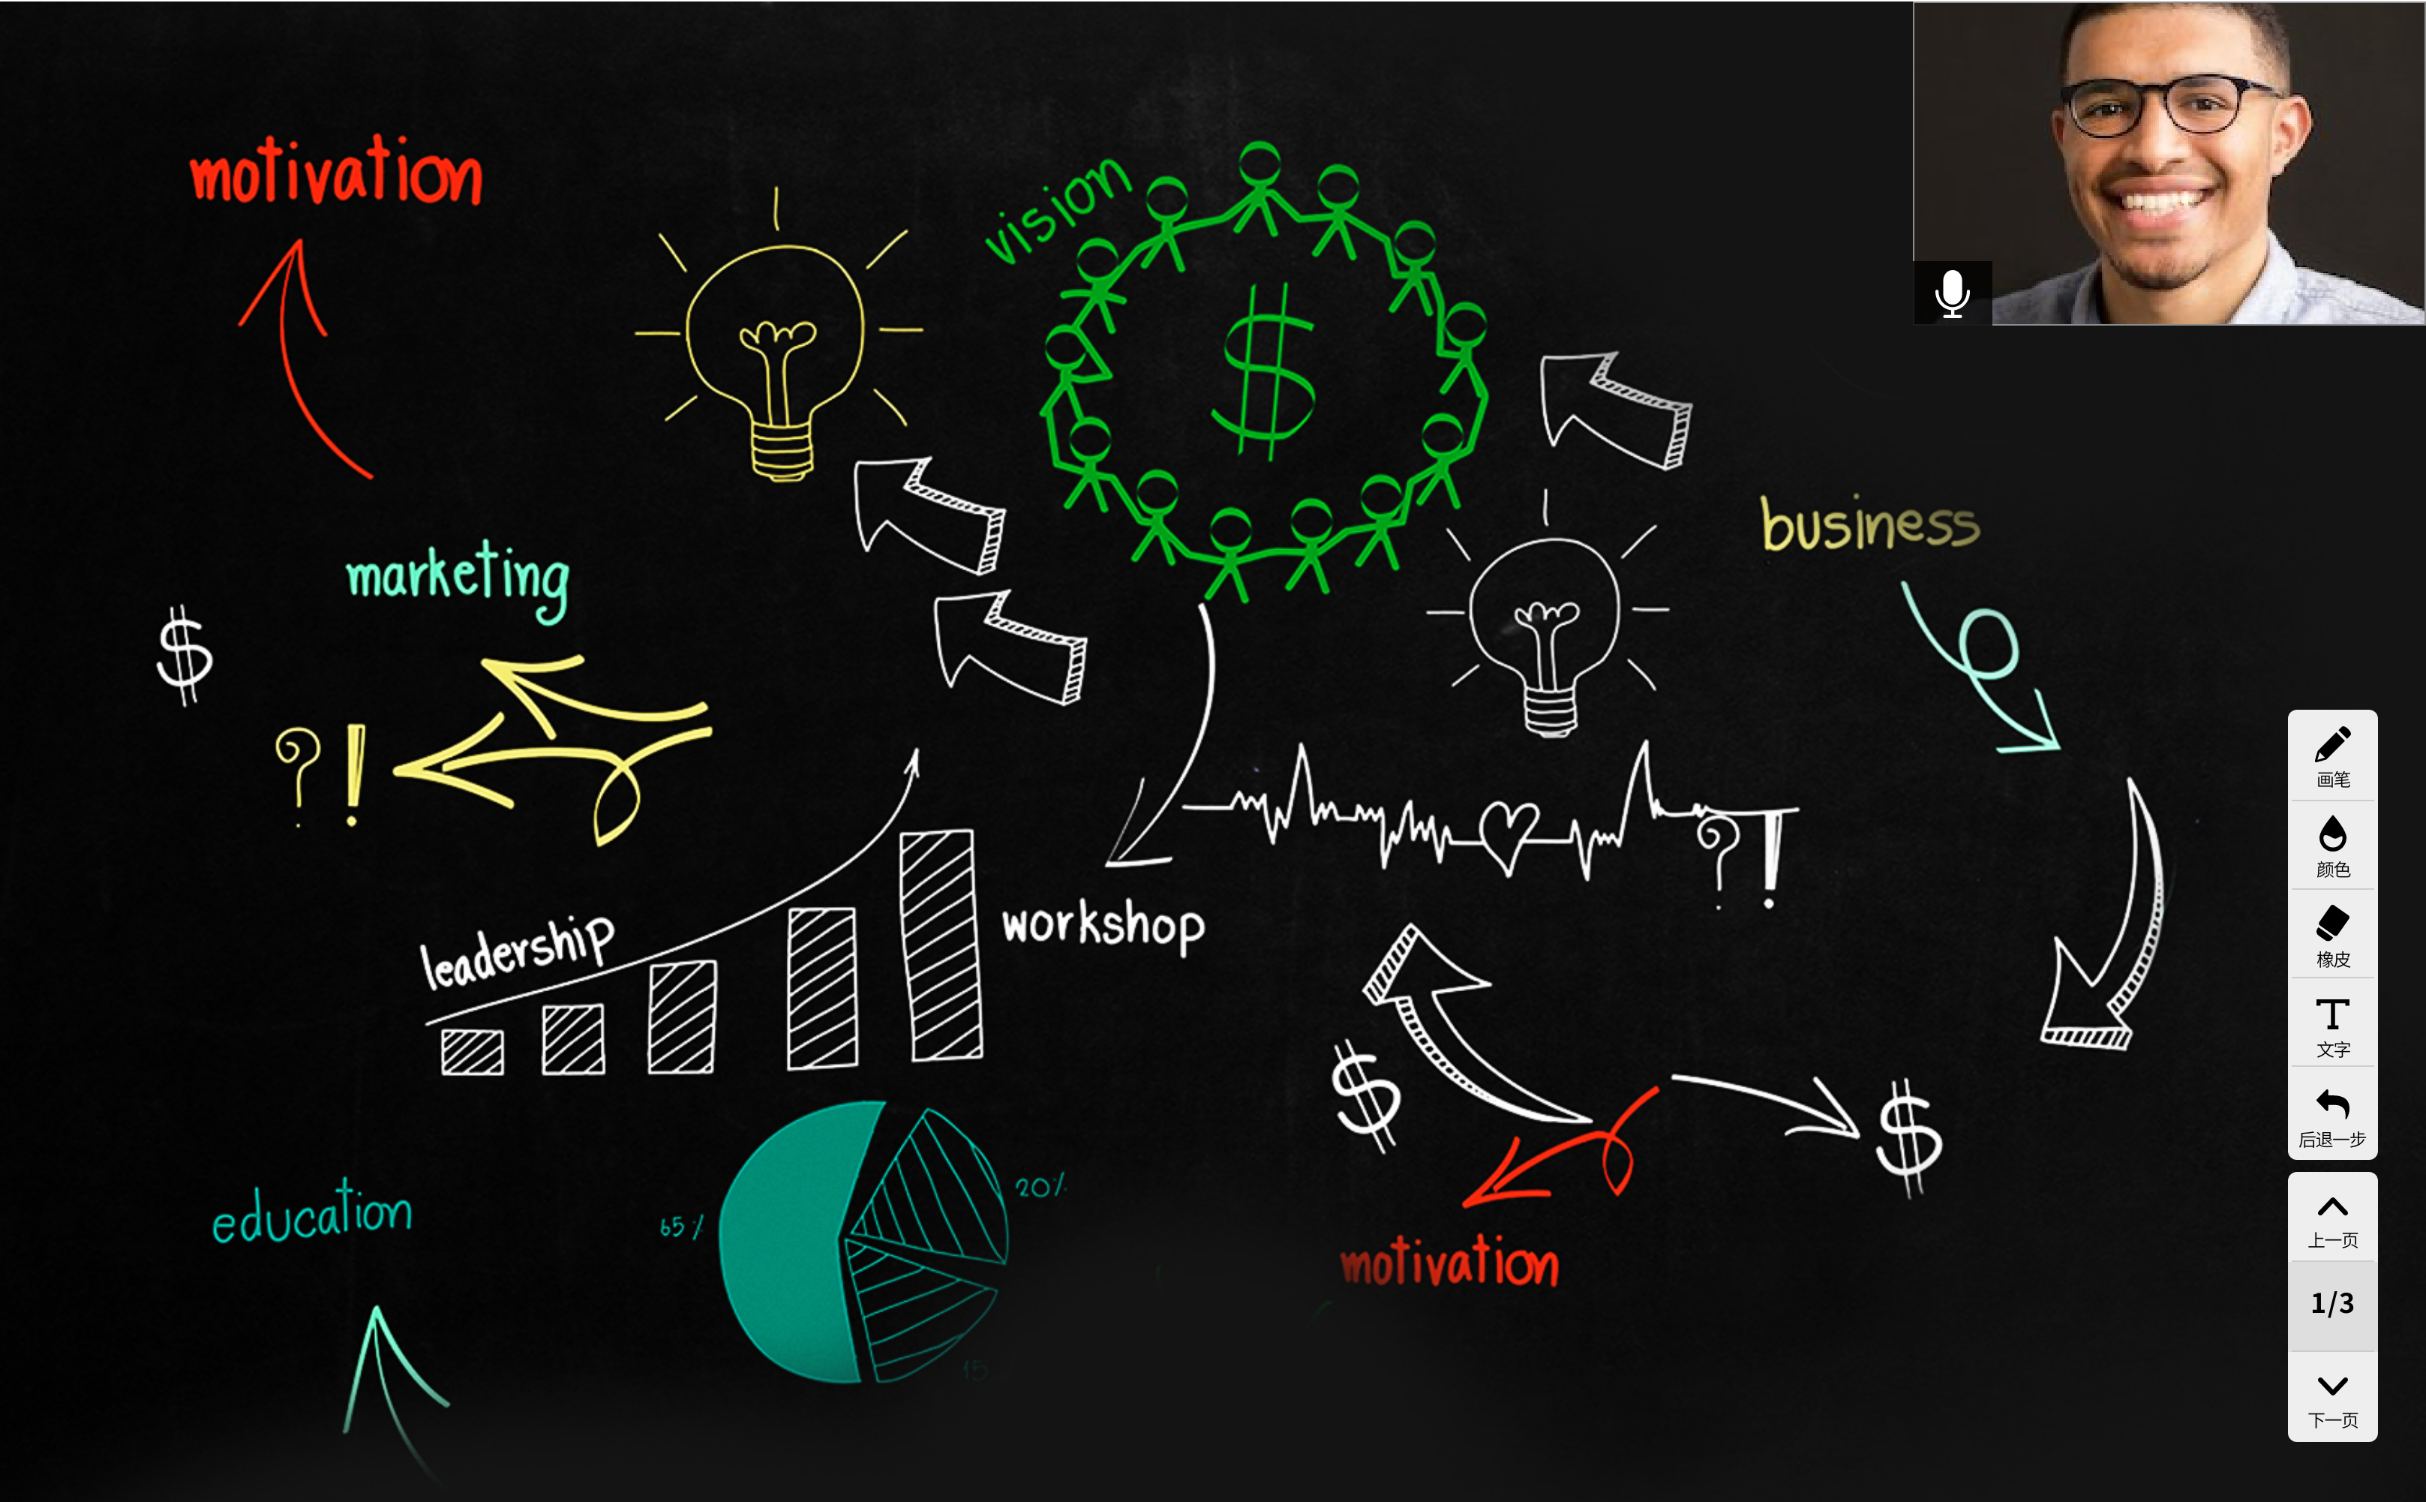 motivation
vision
$
business
marketing
$
? !
? !
leadership
workshop
$
$
20%
65%
education
motivation
15
画笔
颜色
橡皮
文字
后退一步
上一页
1/3
下一页